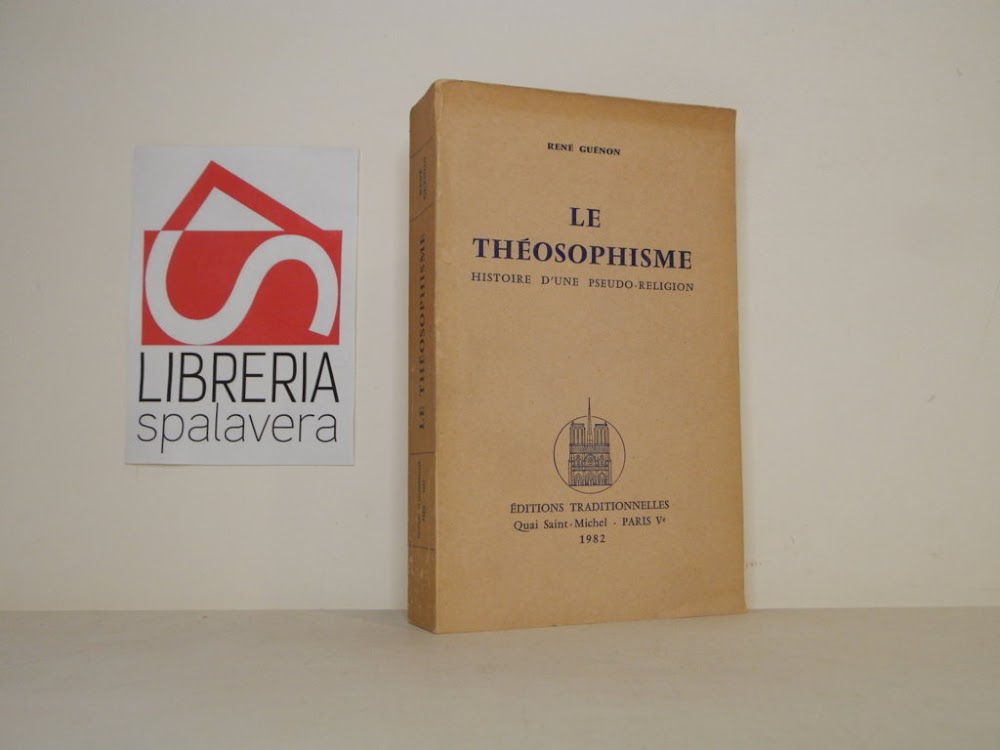 LIBRERIA
spalavera
LE THÉOSOPHISME
RENÉ GUÉNON
LE
THÉOSOPHISME
HISTOIRE D'UNE PSEUDO-RELIGION
ÉDITIONS TRADITIONNELLES
Quai Saint-Michel - PARIS Ve
1982